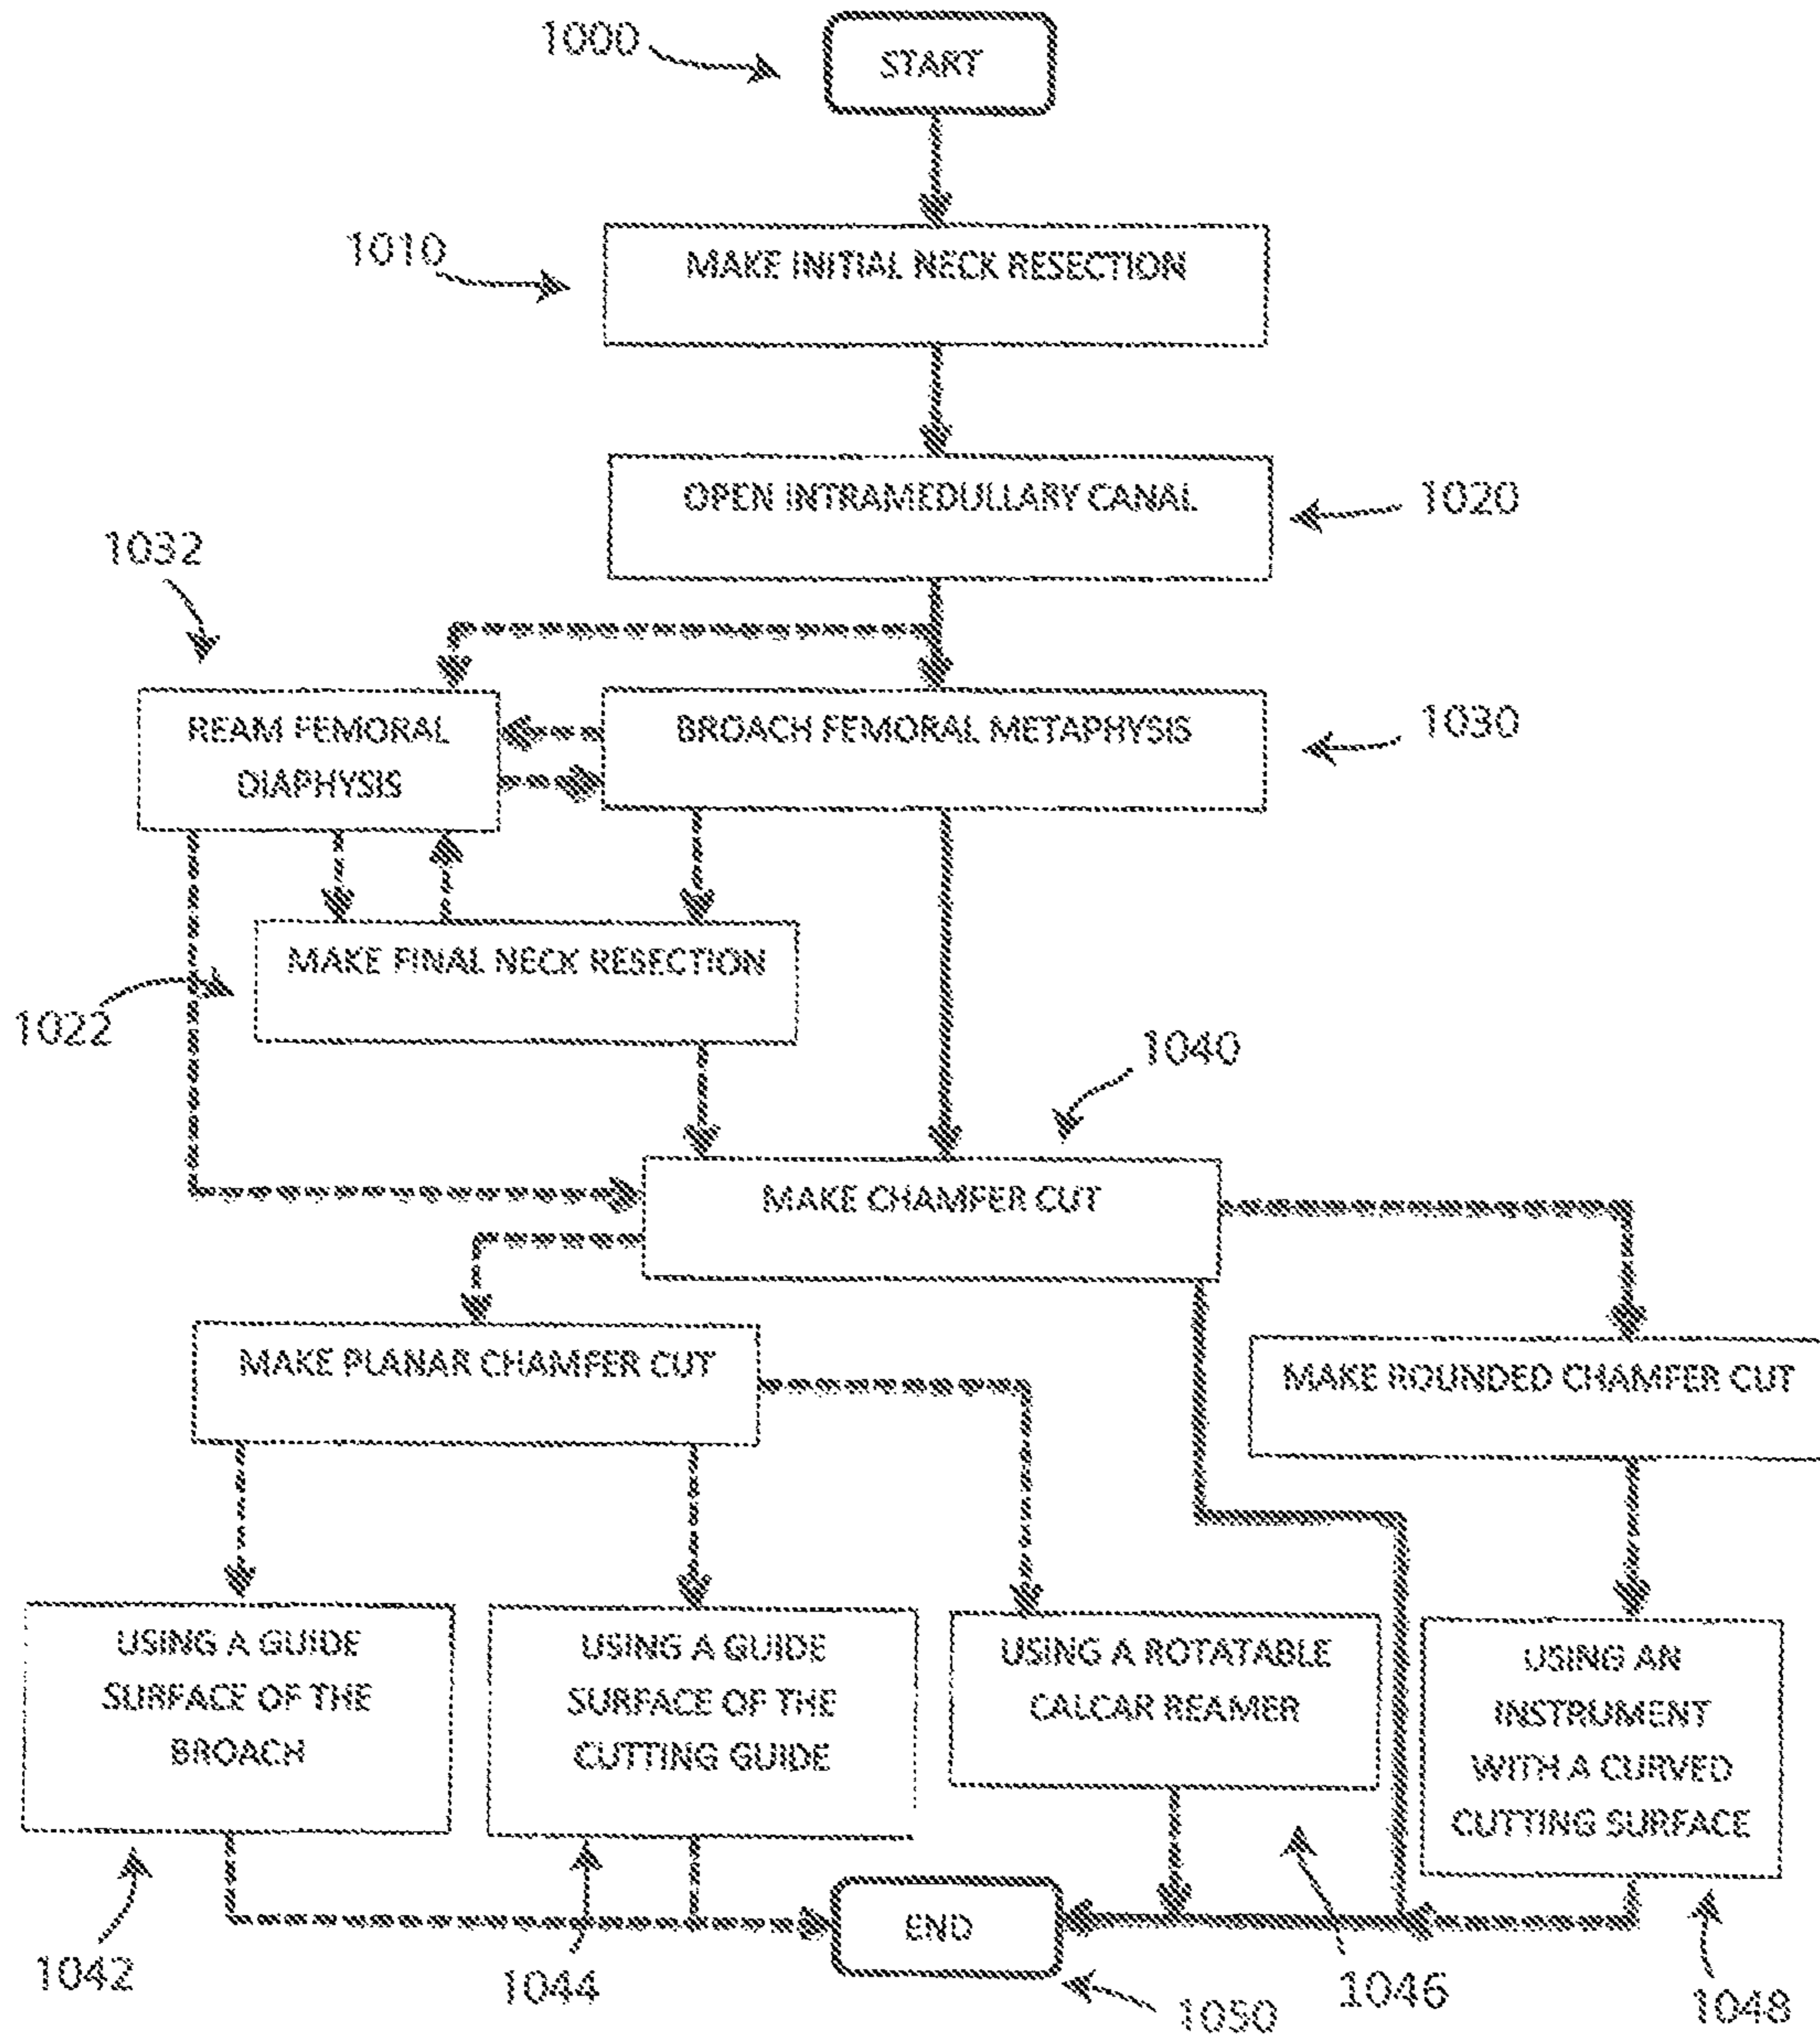 1000
START
1010
MAKE INITIAL NECK RESECTION
OPEN INTRAMEDULLARY CANAL
1020
1032
REAM FEMORAL
DIAPHYSIS
BROACH FEMORAL METAPHYSIS
1030
MAKE FINAL NECK RESECTION
1022
1040
MAKE CHAMFER CUT
MAKE PLANAR CHAMFER CUT
MAKE ROUNDED CHAMFER CUT
USING A GUIDE
SURFACE OF THE
BROACH
USING A GUIDE
SURFACE OF THE
CUTTING GUIDE
USING A ROTATABLE
CALCAR REAMER
USING AN
INSTRUMENT
WITH A CURVED
CUTTING SURFACE
END
1042
1044
1050
1046
1048